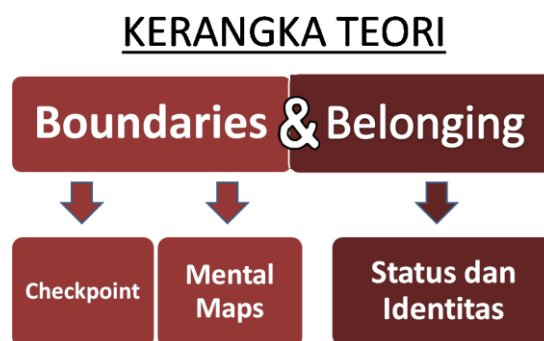 KERANGKA TEORI
Boundaries & Belonging
Checkpoint
Mental
Maps
Status dan
Identitas